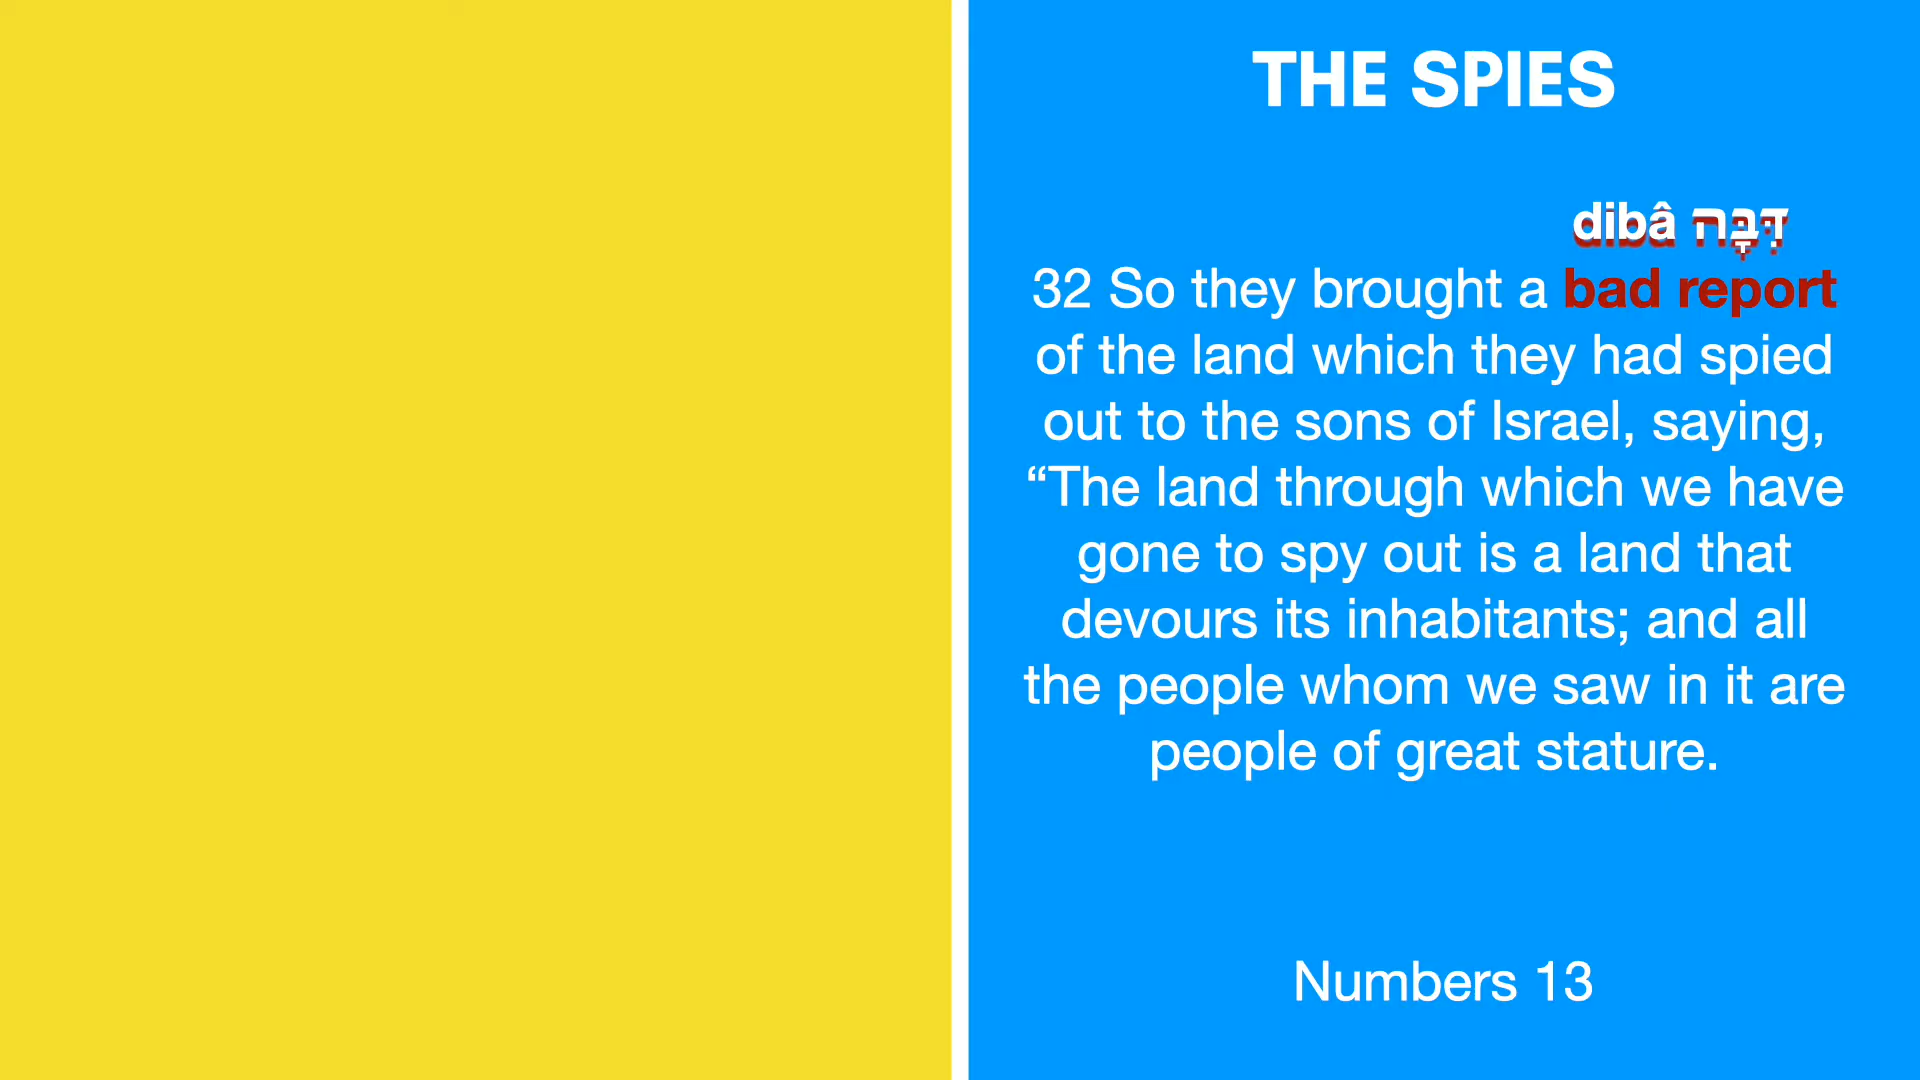 THE SPIES
dibâ דִּבָּה
32 So they brought a bad report
of the land which they had spied
out to the sons of Israel, saying,
“The land through which we have
gone to spy out is a land that
devours its inhabitants; and all
the people whom we saw in it are
people of great stature.
Numbers 13